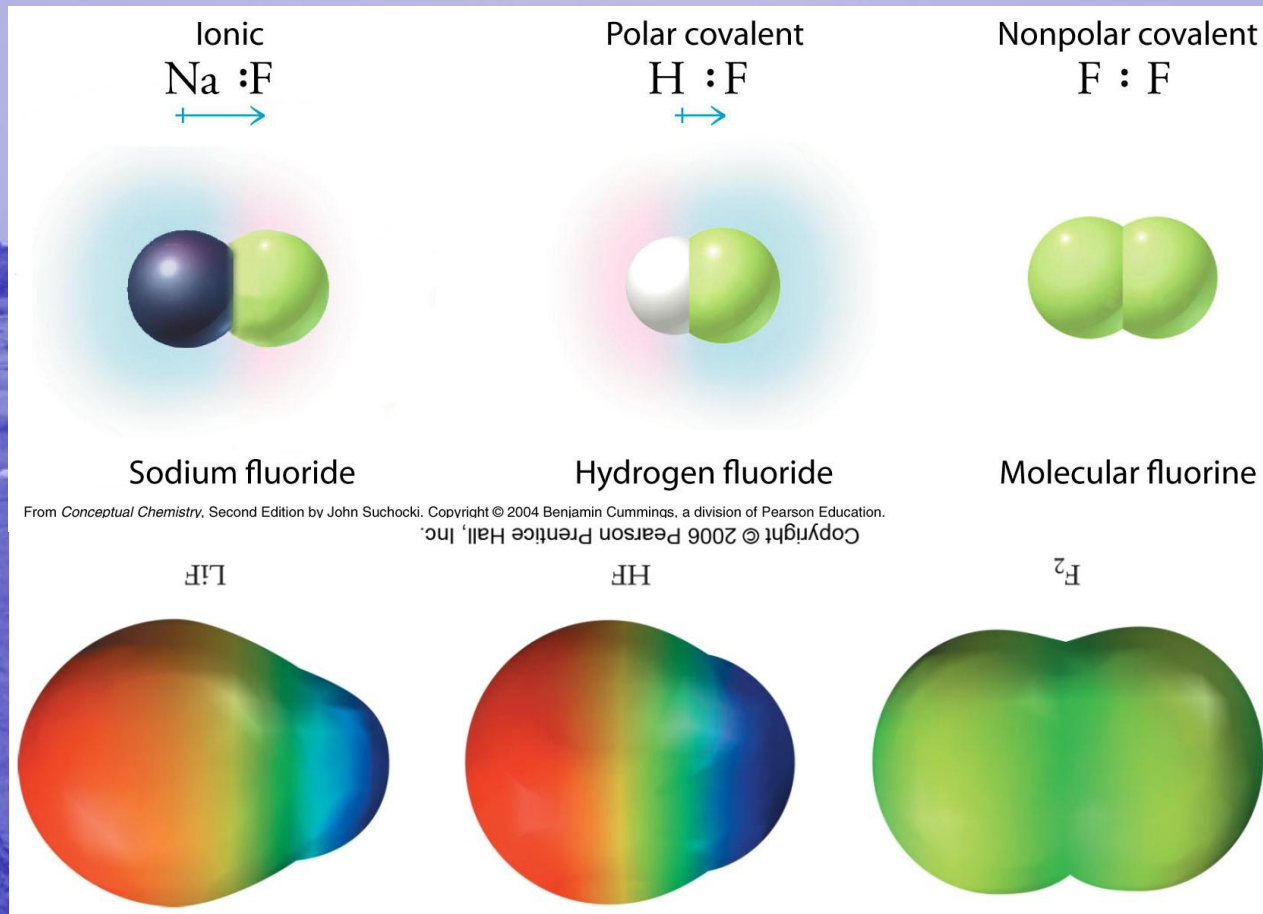 Ionic Polar covalent Nonpolar covalent
Na :F H :F F : F
Sodium fluoride Hydrogen fluoride Molecular fluorine
From Conceptual Chemistry, Second Edition by John Suchocki. Copyright © 2004 Benjamin Cummings, a division of Pearson Education.
Copyright © 2006 Pearson Prentice Hall, Inc.
LiF HF F₂